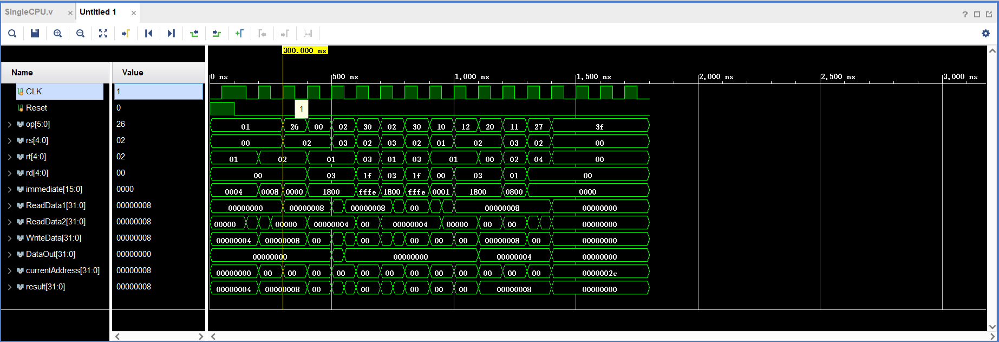 SingleCPU.v × Untitled 1 ×
?
300.000 ns
Name Value
0 ns 500 ns 1,000 ns 1,500 ns 2,000 ns 2,500 ns 3,000 ns
CLK 1
Reset 0 1
op[5:0] 26 01 26 00 02 30 02 30 10 12 20 11 27 3f
rs[4:0] 02 00 02 03 02 03 02 01 02 03 02 00
rt[4:0] 02 01 02 01 03 01 03 01 00 02 04 00
rd[4:0] 00 00 03 1f 03 1f 00 03 01 00
immediate[15:0] 0000 0004 0008 0000 1800 fffe 1800 fffe 0001 1800 0800 0000
ReadData1[31:0] 00000008 00000000 00000008 00000008 00 00000008 00000000
ReadData2[31:0] 00000008 00000 00000 00000004 00 00000004 00000 00 00 00000000
WriteData[31:0] 00000008 00000004 00000008 00 00 00 00 00 00000008 00 00000000
DataOut[31:0] 00000000 00000000 00000000 00000004 00000000
currentAddress[31:0] 00000008 00000000 00 00 00 00 00 00 00 00 00 00 00 00 0000002c
result[31:0] 00000008 00000004 00000008 00 00 00 00 00 00000008 00000000